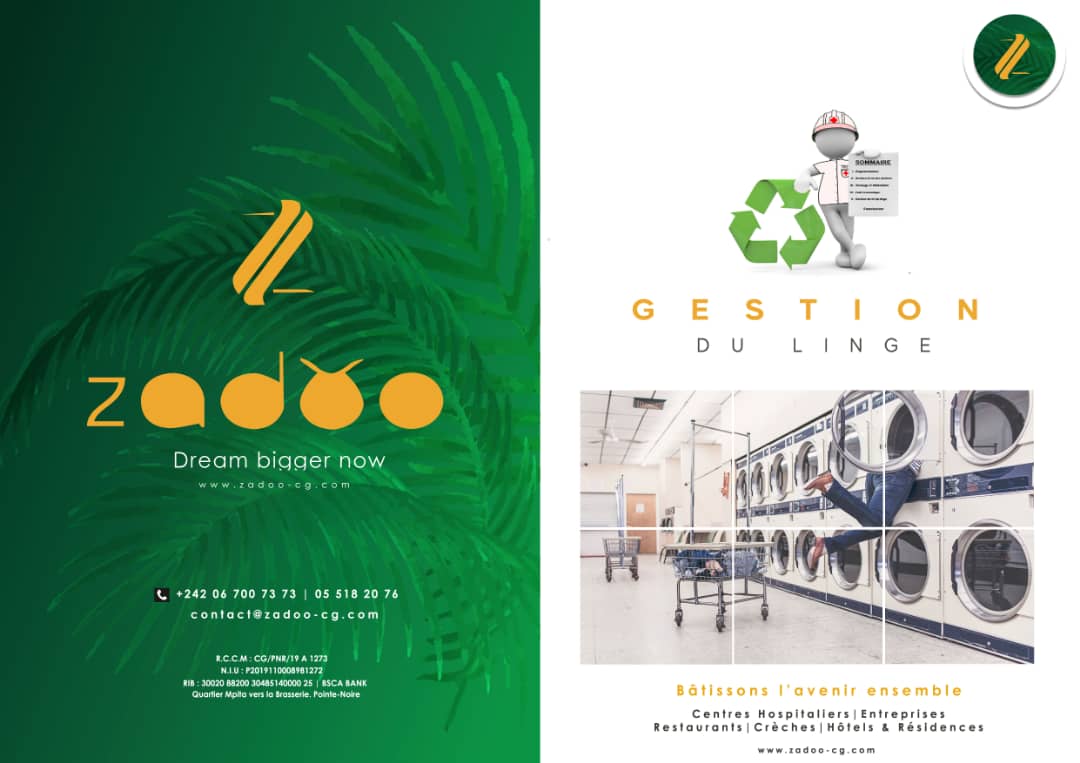 zadoo
Dream bigger now
www.zadoo-cg.com
+242 06 700 73 73 | 05 518 20 76
contact@zadoo-cg.com
R.C.C.M : CG/PNR/19 A 1273
N.I.U : P2019110008981272
RIB : 30020 88200 30485140000 25 | BSCA BANK
Quartier Mpita vers la Brasserie. Pointe-Noire
SOMMAIRE
GESTION
DU LINGE
Bâtissons l'avenir ensemble
Centres Hospitaliers|Entreprises
Restaurants|Crèches|Hôtels & Résidences
www.zadoo-cg.com